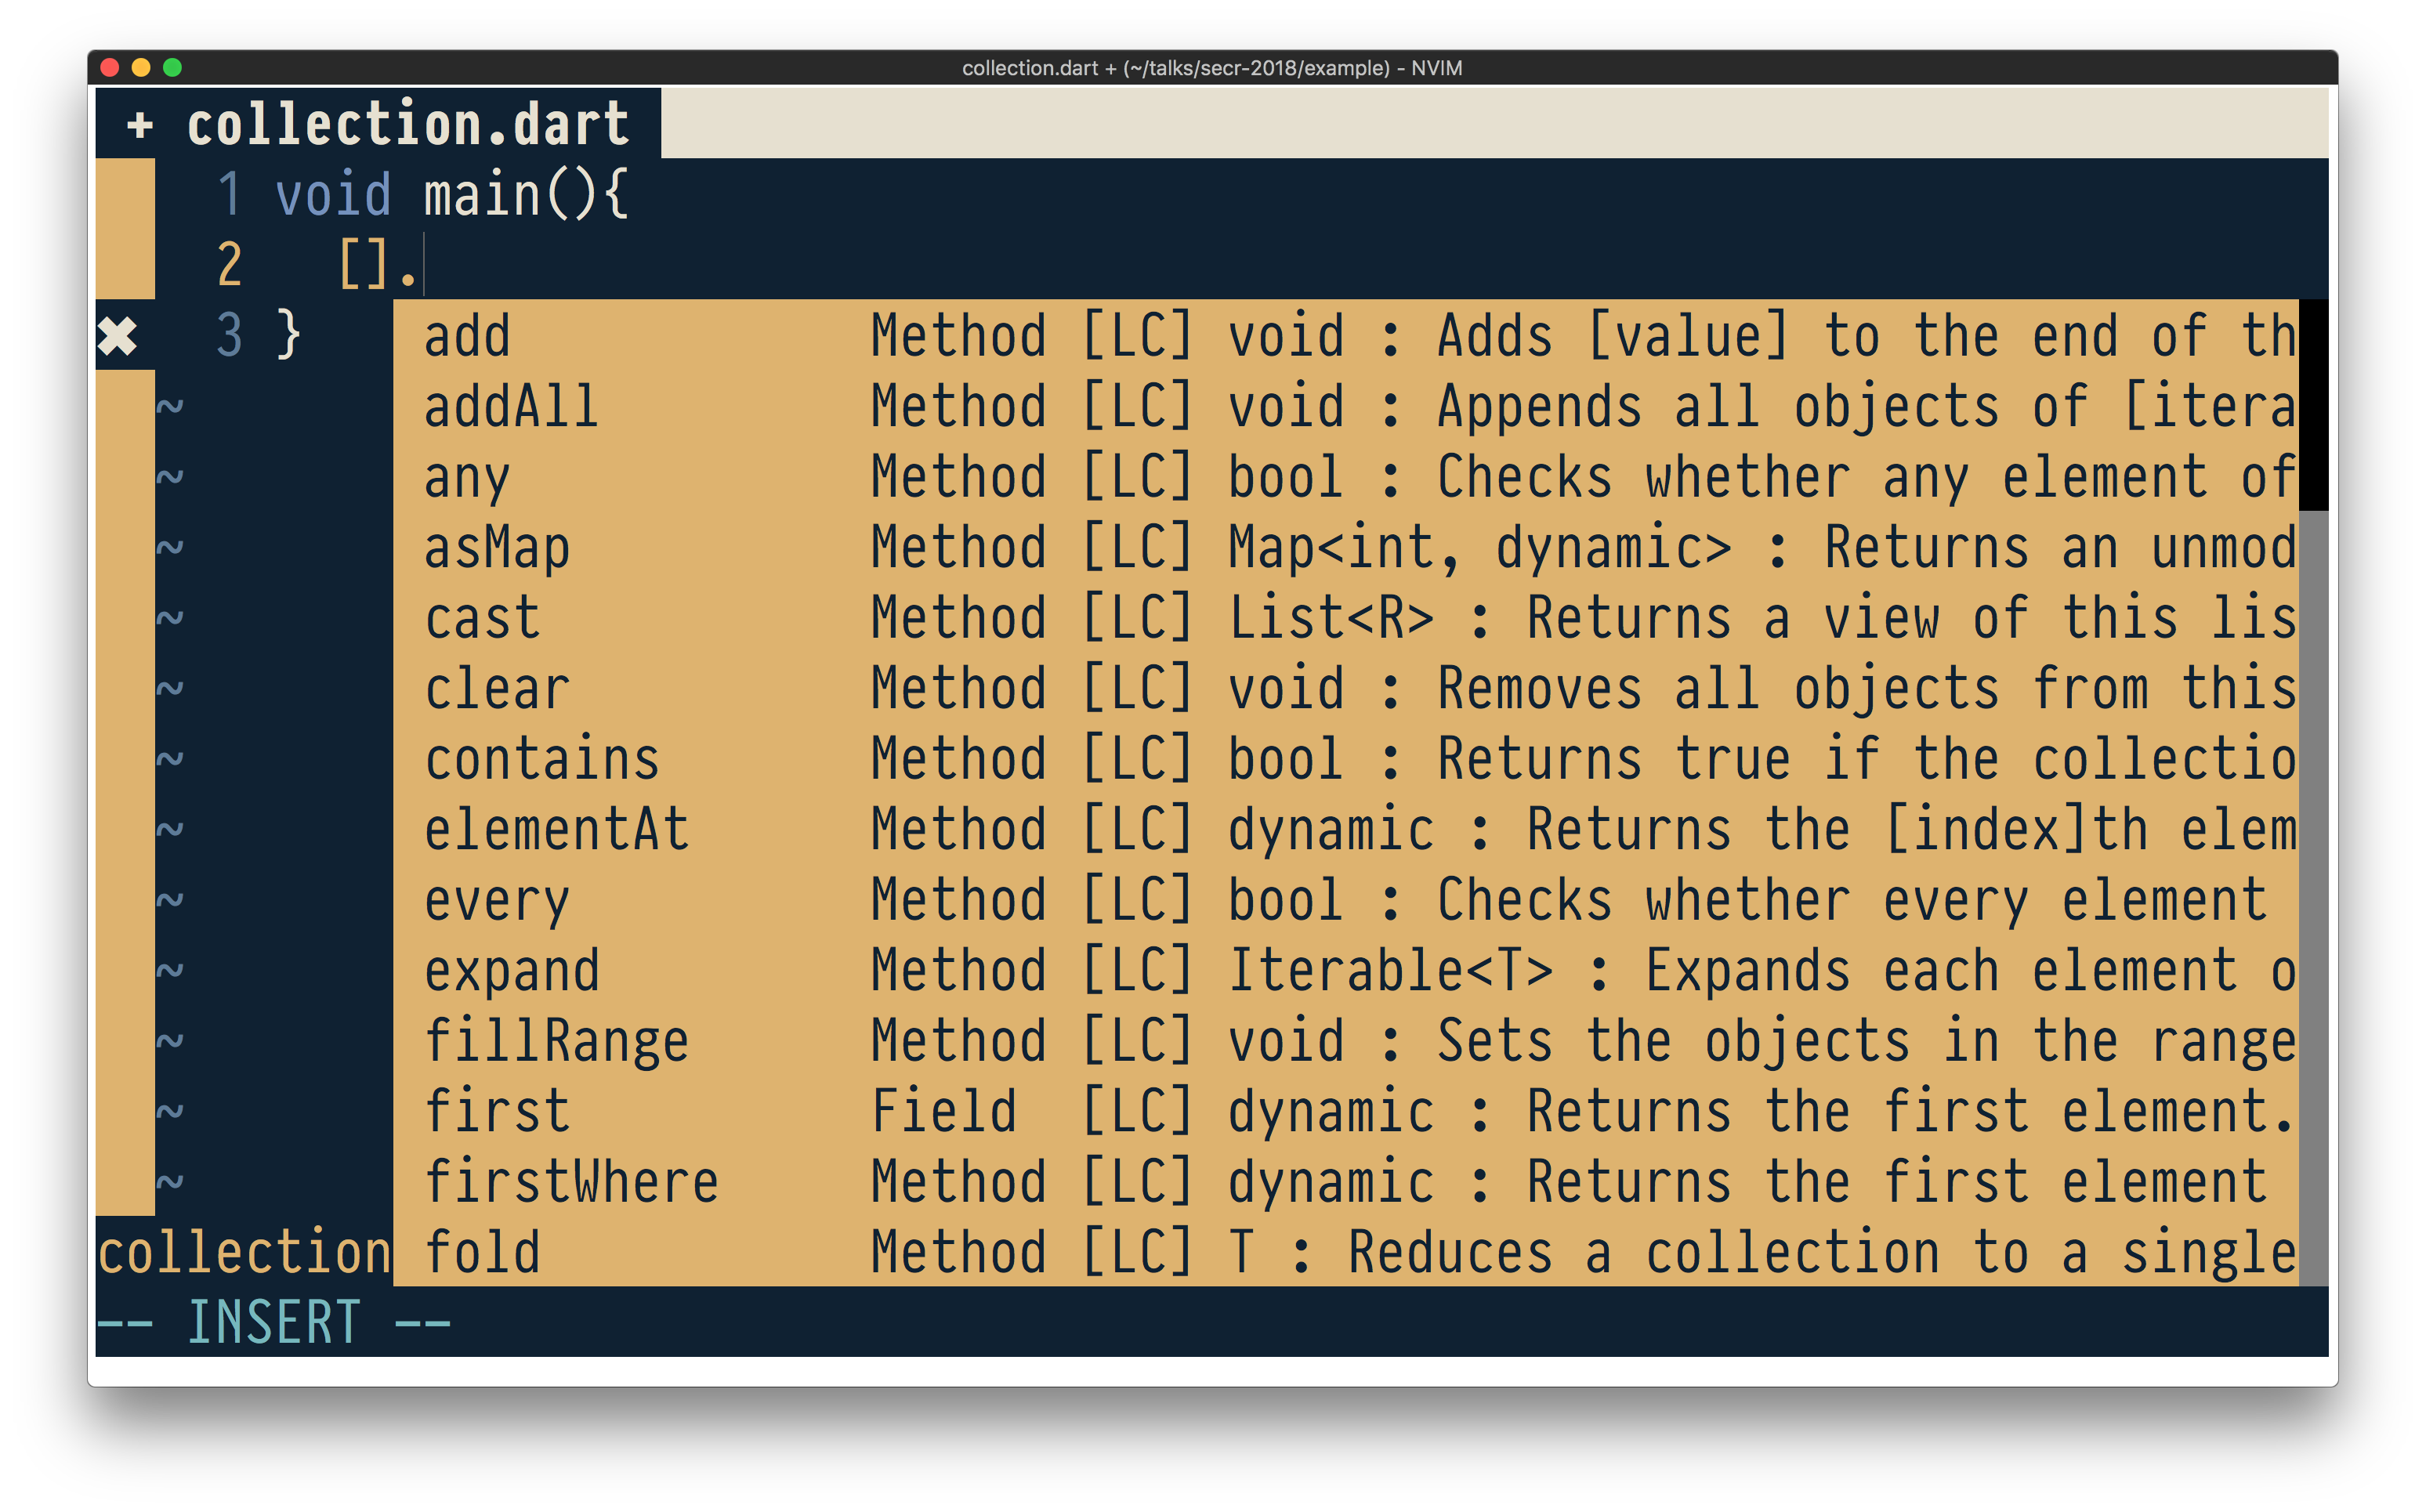 collection.dart + (~/talks/secr-2018/example) - NVIM
+ collection.dart
1 void main(){
2 [].
✖ 3 } add Method [LC] void : Adds [value] to the end of th
~ addAll Method [LC] void : Appends all objects of [itera
~ any Method [LC] bool : Checks whether any element of
~ asMap Method [LC] Map<int, dynamic> : Returns an unmod
~ cast Method [LC] List<R> : Returns a view of this lis
~ clear Method [LC] void : Removes all objects from this
~ contains Method [LC] bool : Returns true if the collectio
~ elementAt Method [LC] dynamic : Returns the [index]th elem
~ every Method [LC] bool : Checks whether every element
~ expand Method [LC] Iterable<T> : Expands each element o
~ fillRange Method [LC] void : Sets the objects in the range
~ first Field [LC] dynamic : Returns the first element.
~ firstWhere Method [LC] dynamic : Returns the first element
collection fold Method [LC] T : Reduces a collection to a single
-- INSERT --